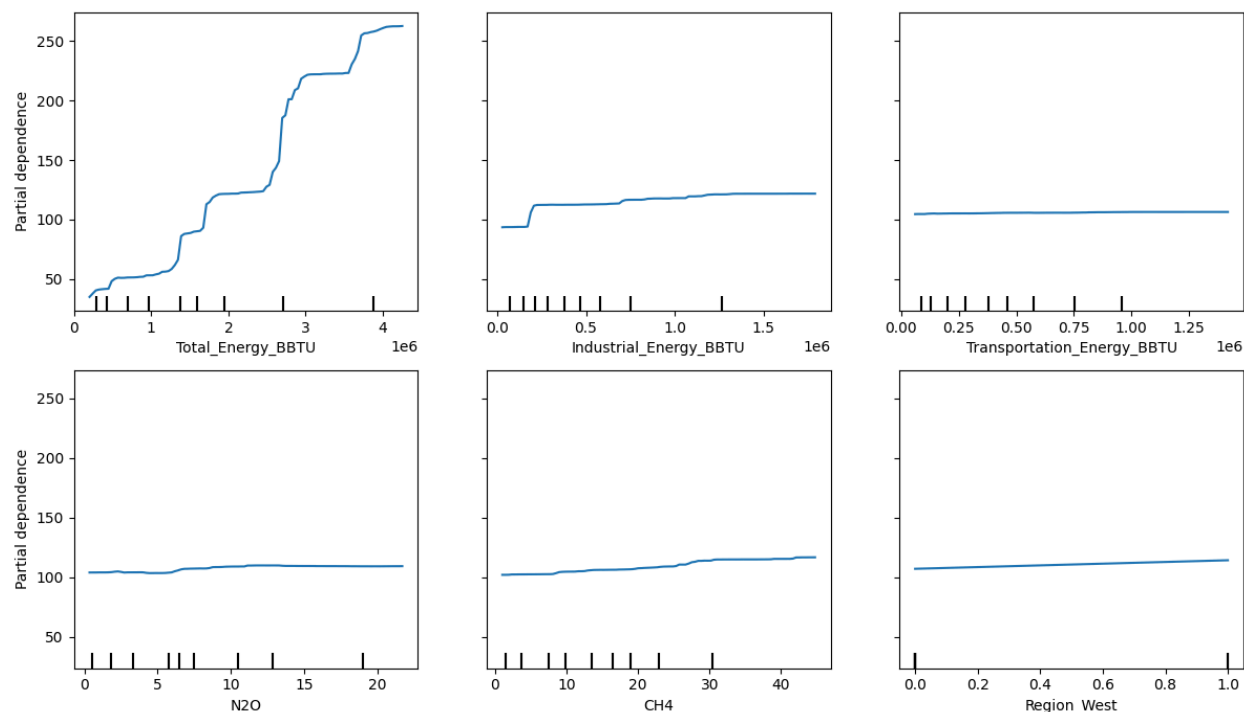 Partial dependence
250
200
150
100
50
0 1 2 3 4
1e6
Total_Energy_BBTU
0.0 0.5 1.0 1.5
1e6
Industrial_Energy_BBTU
0.00 0.25 0.50 0.75 1.00 1.25
1e6
Transportation_Energy_BBTU
Partial dependence
250
200
150
100
50
0 5 10 15 20
N2O
0 10 20 30 40
CH4
0.0 0.2 0.4 0.6 0.8 1.0
Region_West